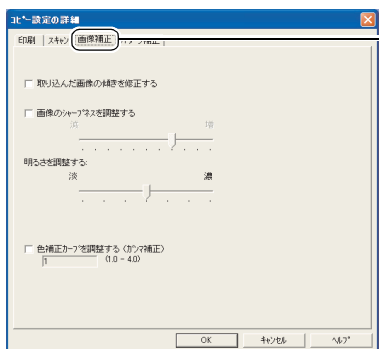 コピー設定の詳細
印刷 スキャン 画像補正
取り込んだ画像の傾きを修正する
画像のシャープネスを調整する
減 増
明るさを調整する:
淡 濃
色補正カーブを調整する (ガンマ補正)
1 (1.0 - 4.0)
OK キャンセル ヘルプ